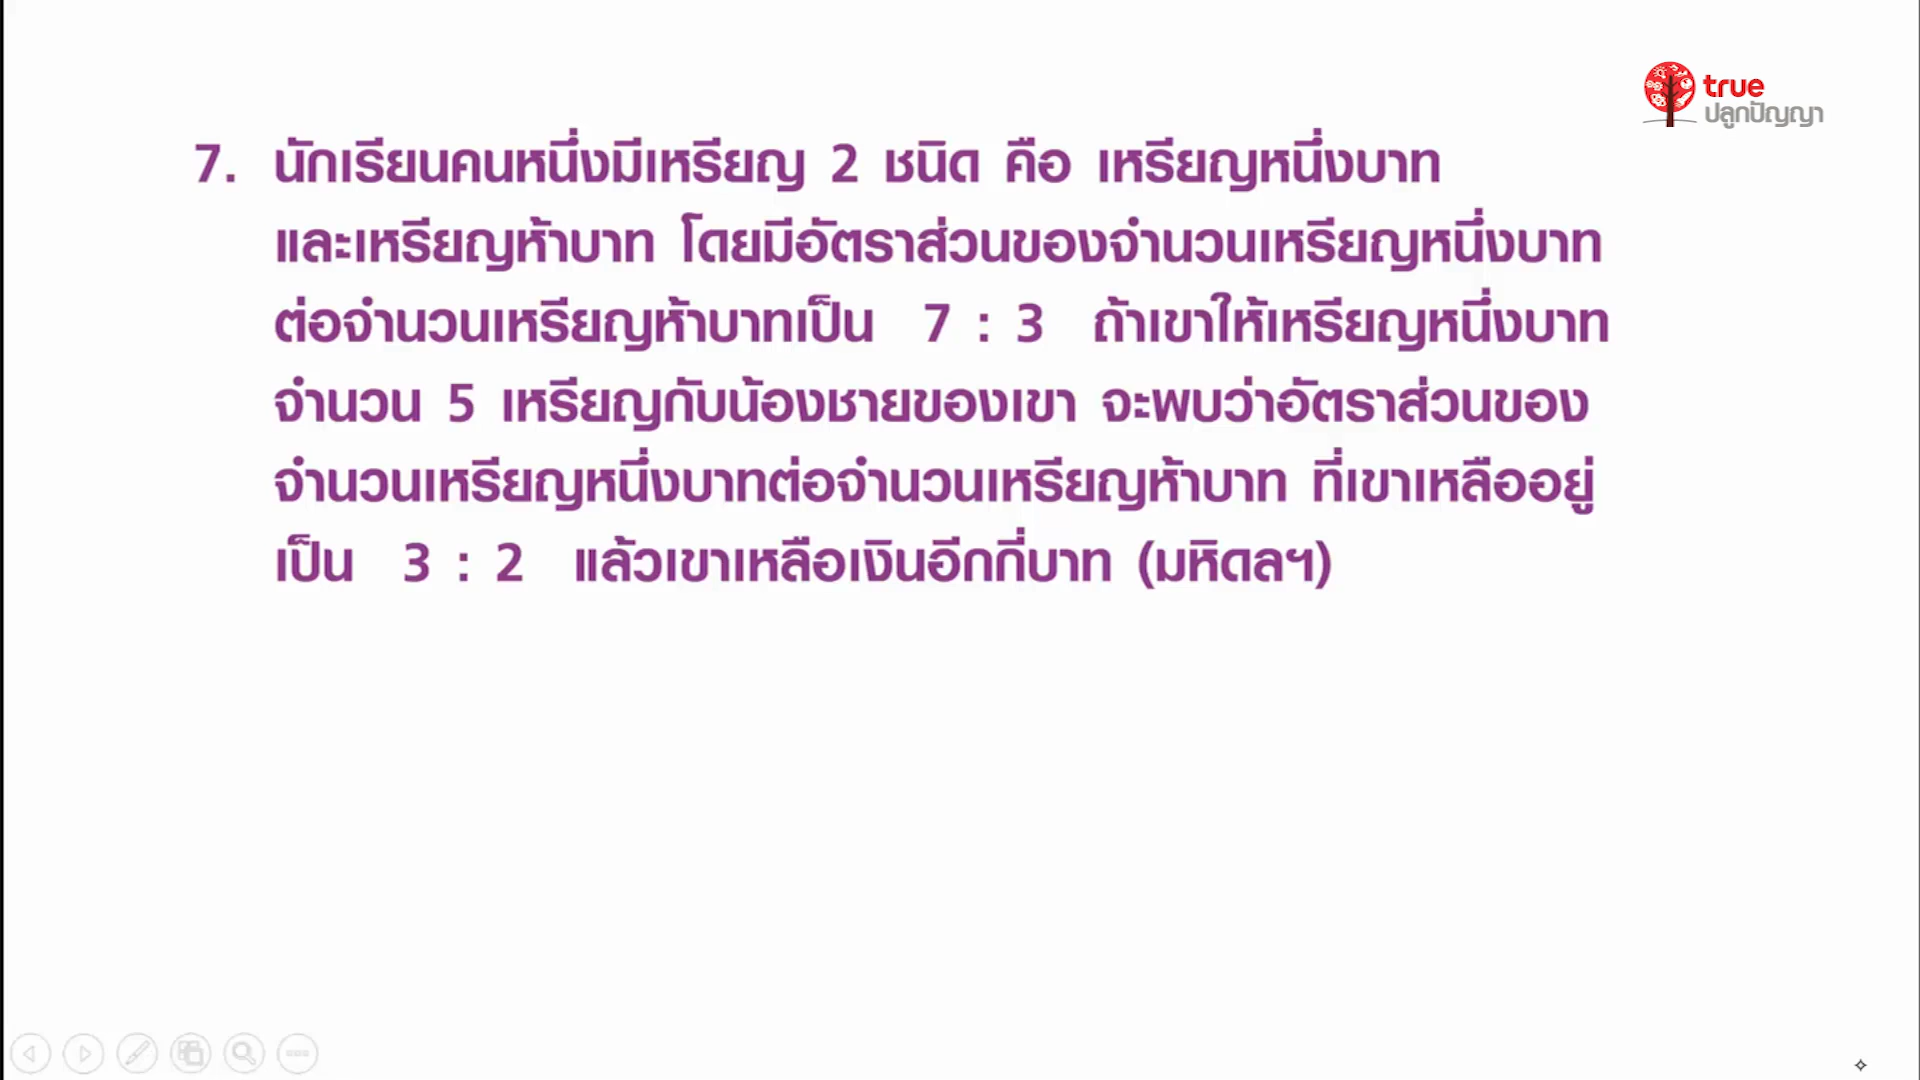 true
ปลูกปัญญา
7. นักเรียนคนหนึ่งมีเหรียญ 2 ชนิด คือ เหรียญหนึ่งบาท
และเหรียญห้าบาท โดยมีอัตราส่วนของจำนวนเหรียญหนึ่งบาท
ต่อจำนวนเหรียญห้าบาทเป็น 7 : 3 ถ้าเขาให้เหรียญหนึ่งบาท
จำนวน 5 เหรียญกับน้องชายของเขา จะพบว่าอัตราส่วนของ
จำนวนเหรียญหนึ่งบาทต่อจำนวนเหรียญห้าบาท ที่เขาเหลืออยู่
เป็น 3 : 2 แล้วเขาเหลือเงินอีกกี่บาท (มหิดลฯ)